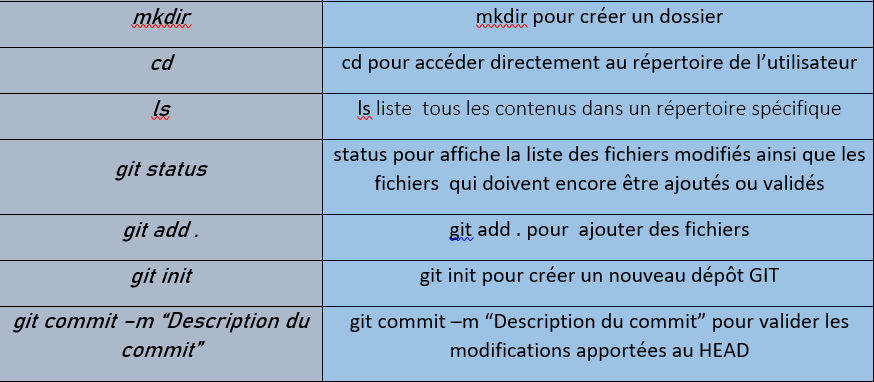 mkdir
mkdir pour créer un dossier
cd
cd pour accéder directement au répertoire de l’utilisateur
ls
ls liste  tous les contenus dans un répertoire spécifique
git status
status pour affiche la liste des fichiers modifiés ainsi que les
fichiers  qui doivent encore être ajoutés ou validés
git add .
git add . pour  ajouter des fichiers
git init
git init pour créer un nouveau dépôt GIT
git commit –m “Description du
commit”
git commit –m “Description du commit” pour valider les
modifications apportées au HEAD